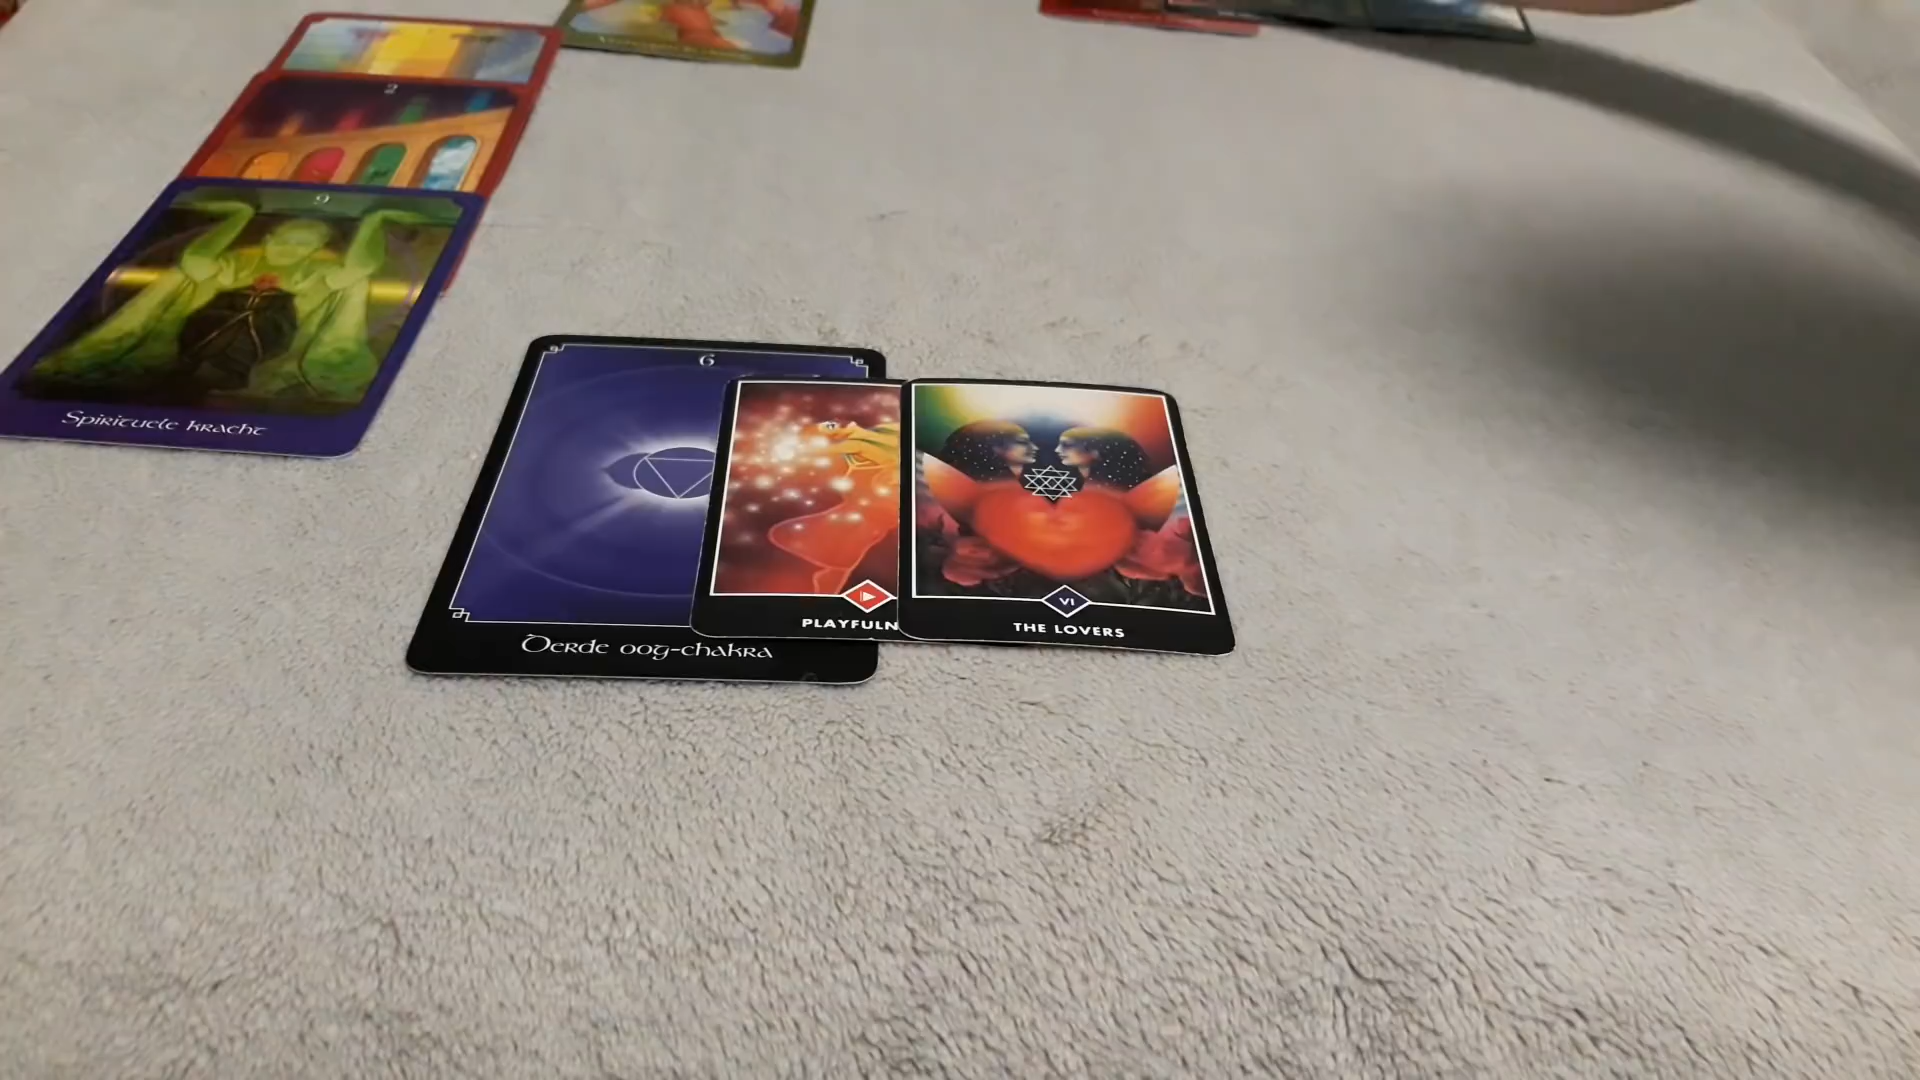 2
9
Spirituele kracht
6
Derde oog-chakra
PLAYFULN
VI
THE LOVERS